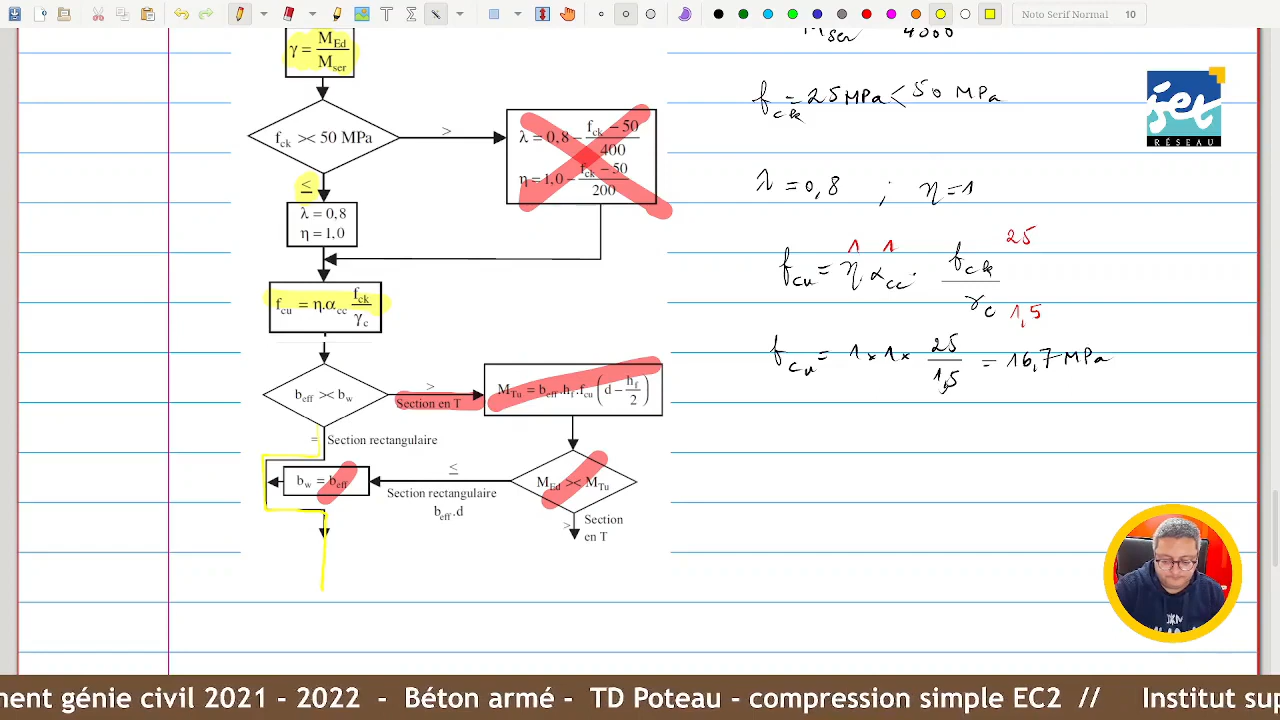 Noto Serif Normal 10
γ = M_Ed / M_ser
M_ser 4500
f_ck = 25 MPa < 50 MPa
f_ck >< 50 MPa
>
λ = 0,8 − (f_ck − 50) / 400
η = 1,0 − (f_ck − 50) / 200
≤
λ = 0,8
η = 1,0
λ = 0,8 ; η = 1
iset
RÉSEAU
f_cu = η.α_cc f_ck / γ_c
1 1 25
f_cu = η α_cc . f_ck / γ_c
1,5
f_cu = 1 × 1 × 25 / 1,5 = 16,7 MPa
b_eff >< b_w
>
Section en T
M_Tu = b_eff.h_f.f_cu (d − h_f / 2)
= Section rectangulaire
b_w = b_eff
≤
Section rectangulaire
b_eff.d
M_Ed >< M_Tu
> Section
en T
ment génie civil 2021 - 2022 - Béton armé - TD Poteau - compression simple EC2 // Institut sup